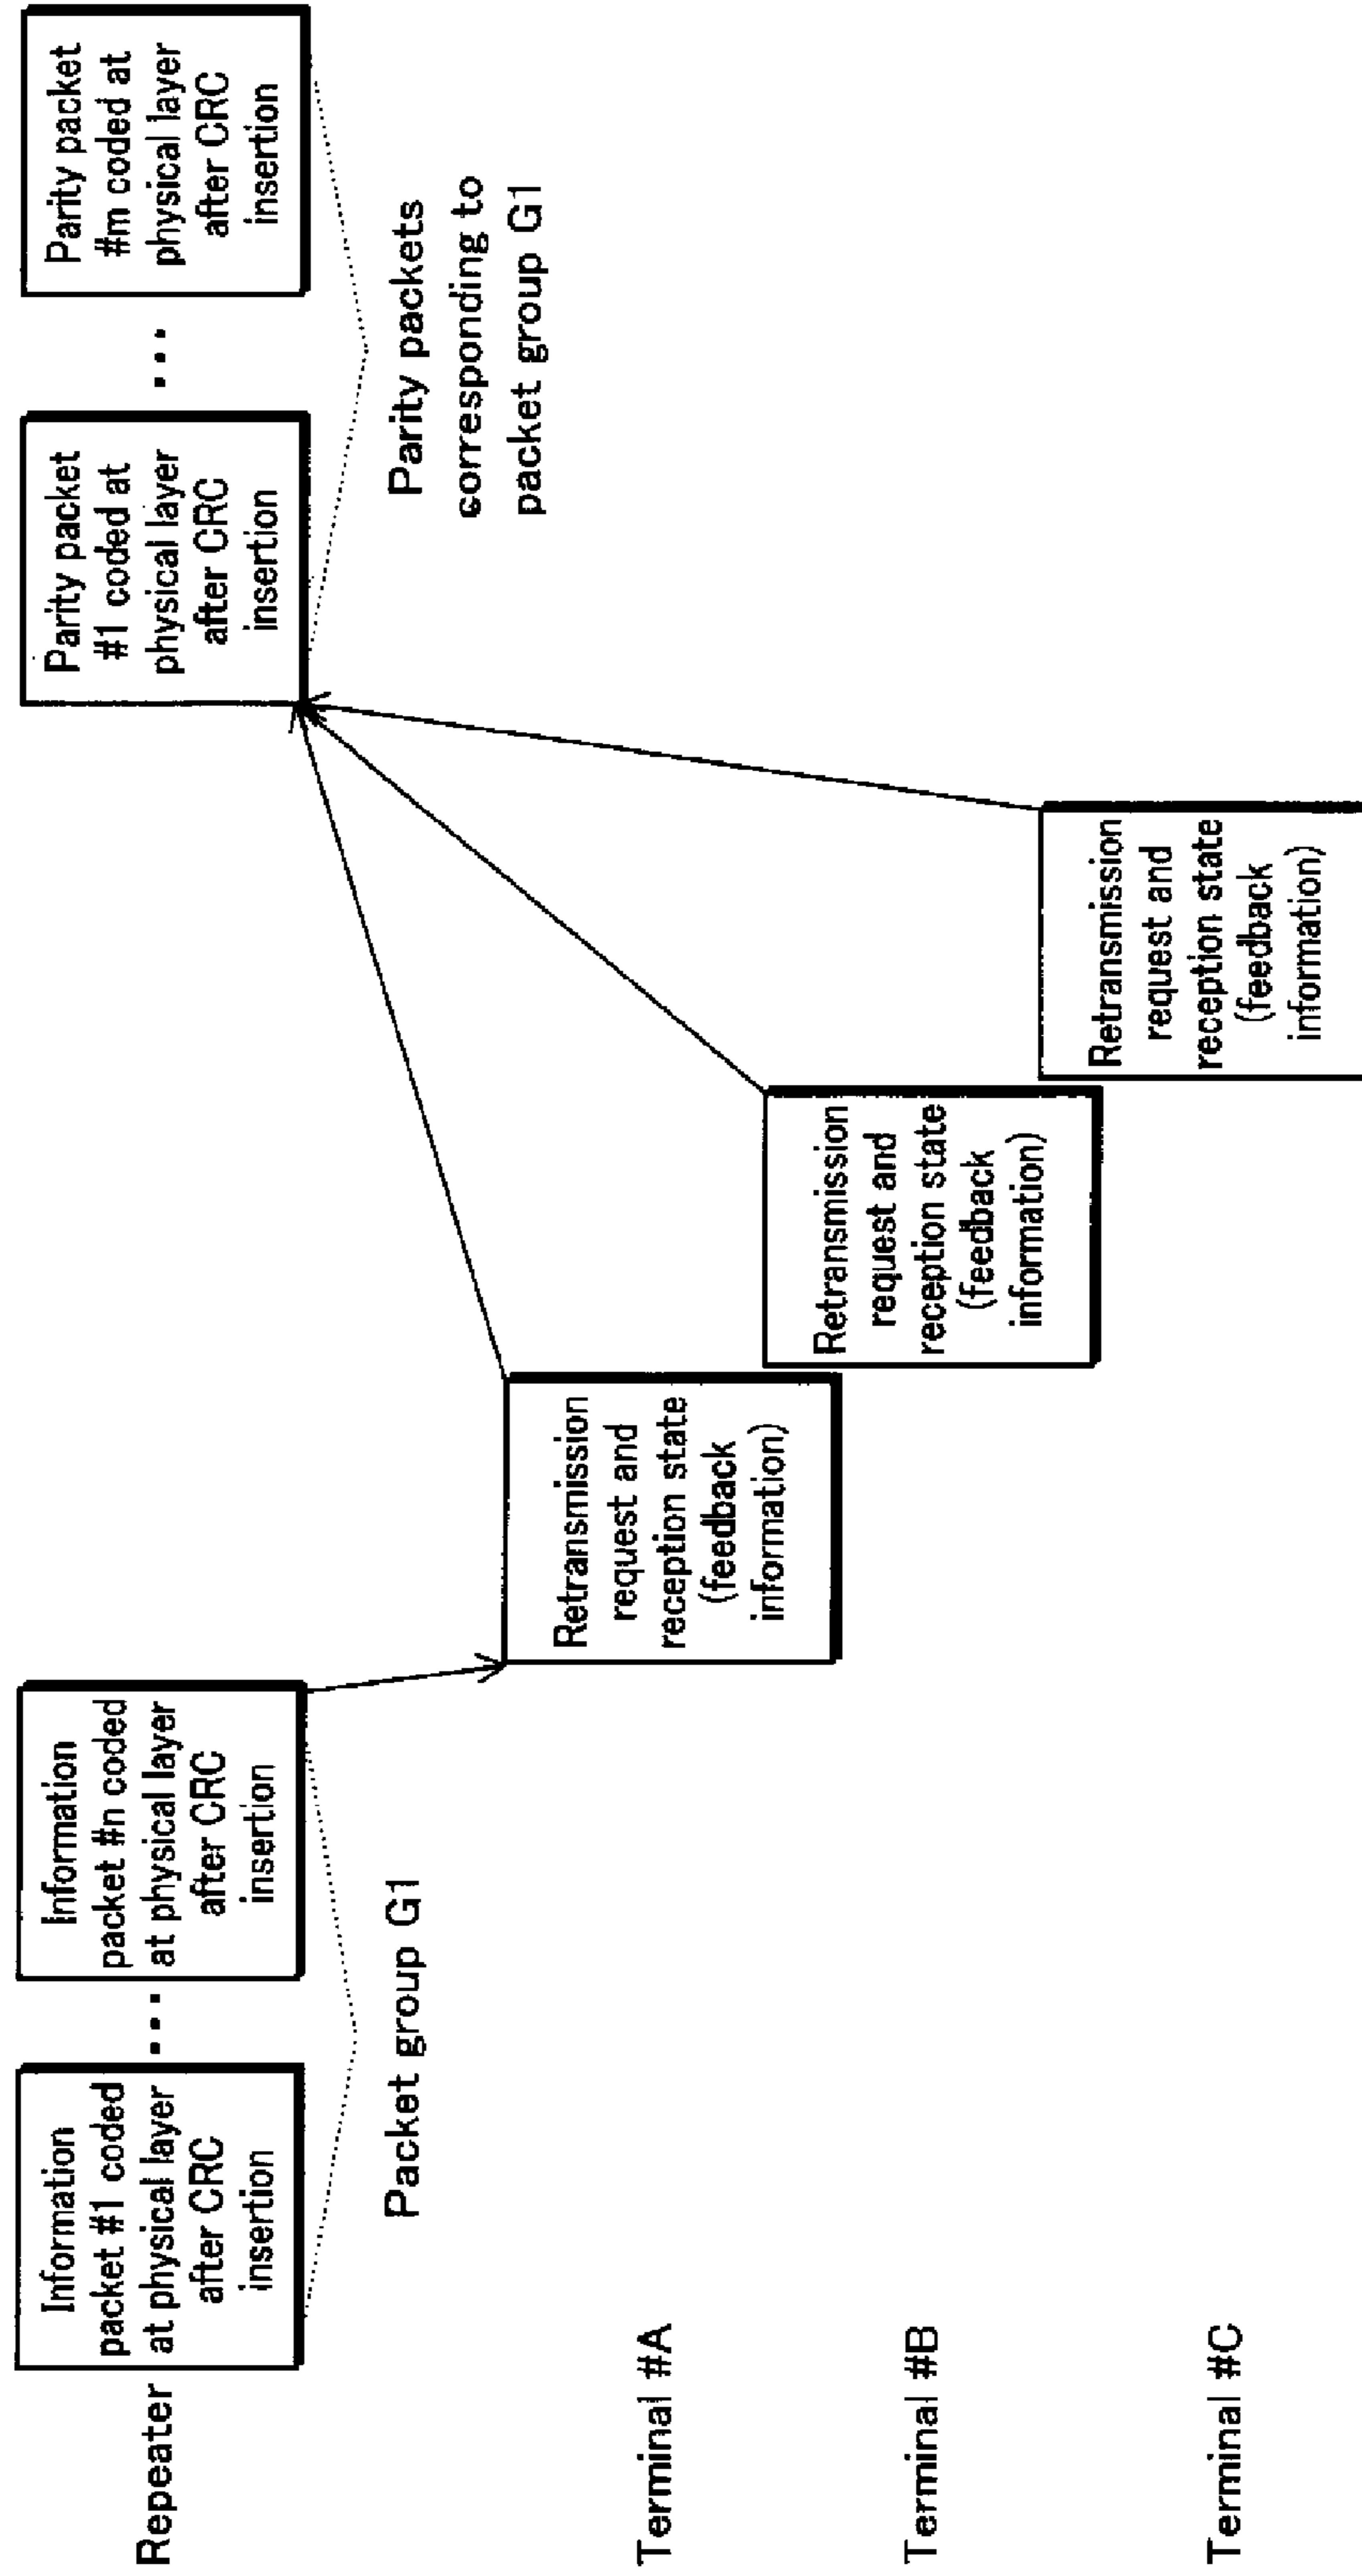 Repeater
Information
packet #1 coded
at physical layer
after CRC
insertion
...
Information
packet #n coded
at physical layer
after CRC
insertion
Packet group G1
Parity packet
#1 coded at
physical layer
after CRC
insertion
...
Parity packet
#m coded at
physical layer
after CRC
insertion
Parity packets
corresponding to
packet group G1
Terminal #A
Retransmission
request and
reception state
(feedback
information)
Terminal #B
Retransmission
request and
reception state
(feedback
information)
Terminal #C
Retransmission
request and
reception state
(feedback
information)